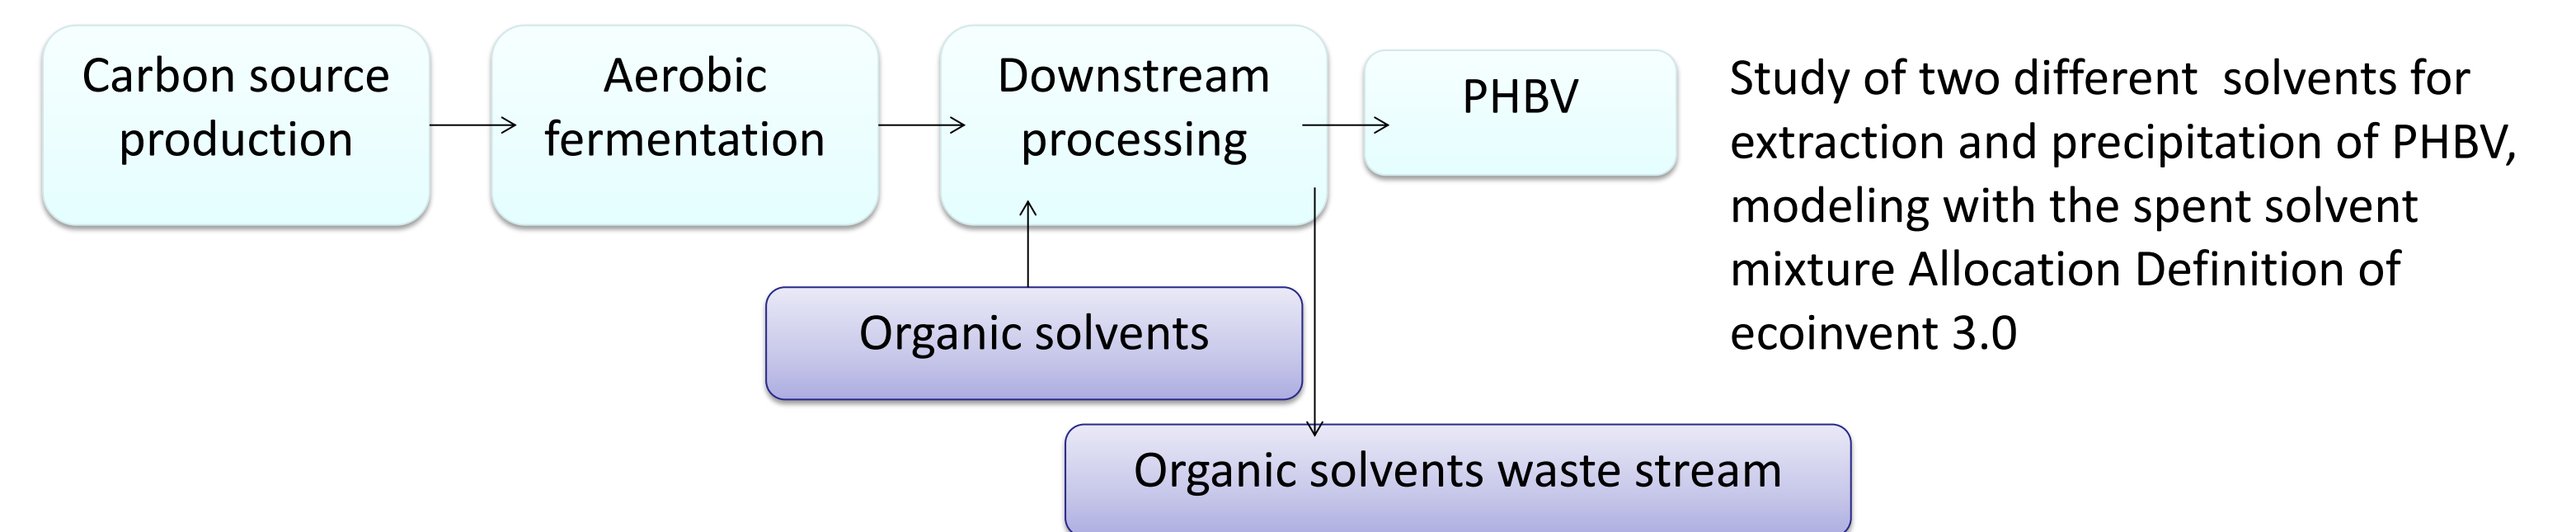 Carbon source
production
Aerobic
fermentation
Downstream
processing
PHBV
Study of two different  solvents for
extraction and precipitation of PHBV,
modeling with the spent solvent
mixture Allocation Definition of
ecoinvent 3.0
Organic solvents
Organic solvents waste stream